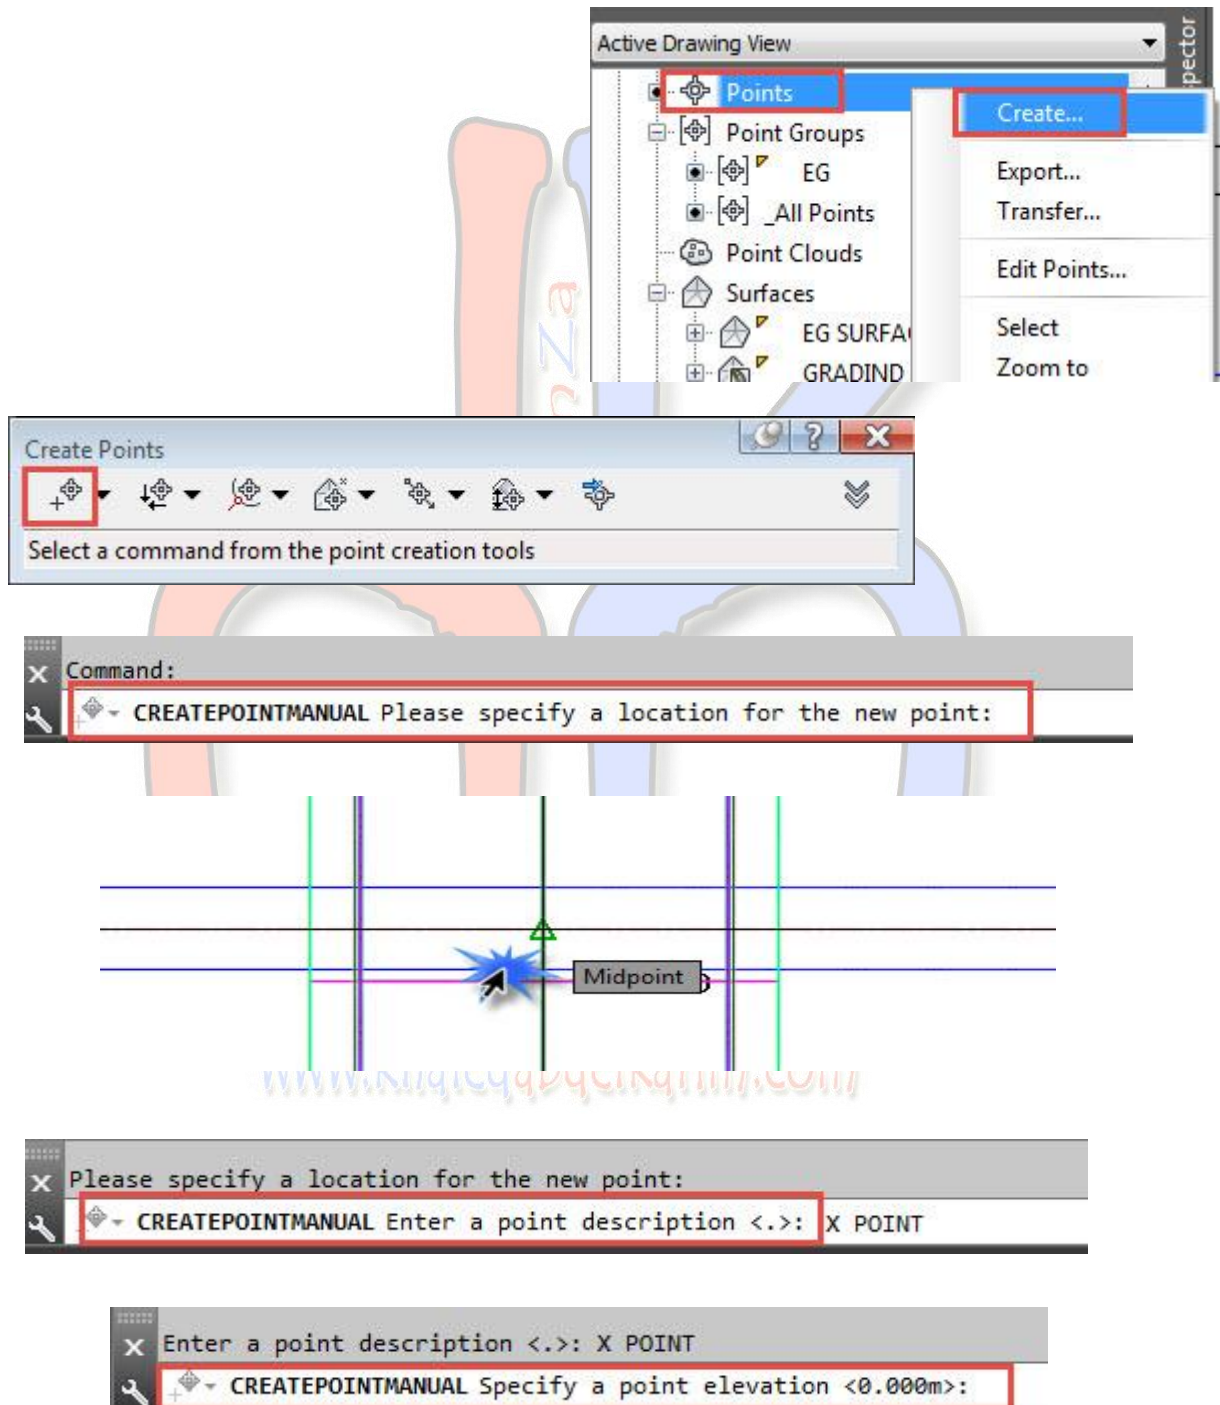 Active Drawing View
Points
Create...
Point Groups
EG
Export...
_All Points
Transfer...
Point Clouds
Edit Points...
Surfaces
EG SURFA
Select
GRADIND
Zoom to
Create Points
Select a command from the point creation tools
Command:
CREATEPOINTMANUAL Please specify a location for the new point:
Midpoint
Please specify a location for the new point:
CREATEPOINTMANUAL Enter a point description <.>: X POINT
Enter a point description <.>: X POINT
CREATEPOINTMANUAL Specify a point elevation <0.000m>: